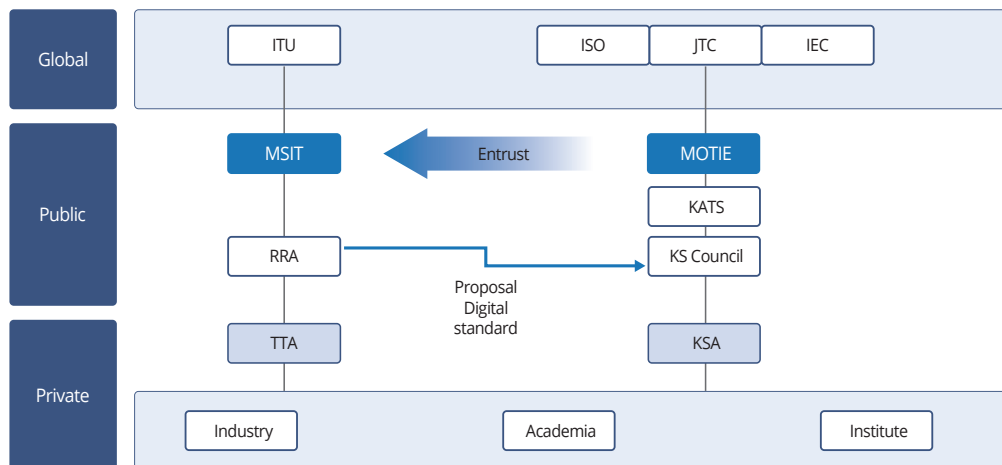 Global
ITU
ISO
JTC
IEC
Public
MSIT
Entrust
MOTIE
KATS
RRA
KS Council
Proposal
Digital
standard
Private
TTA
KSA
Industry
Academia
Institute